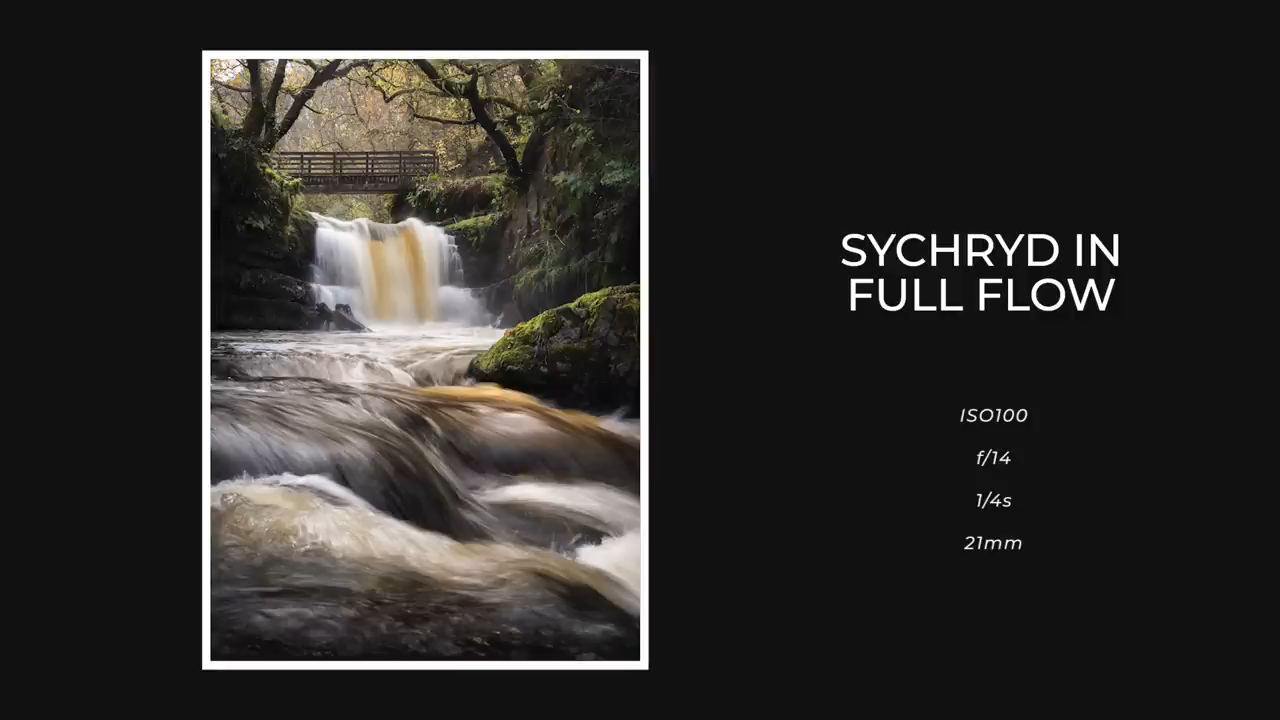 SYCHRYD IN
FULL FLOW
ISO100
f/14
1/4s
21mm